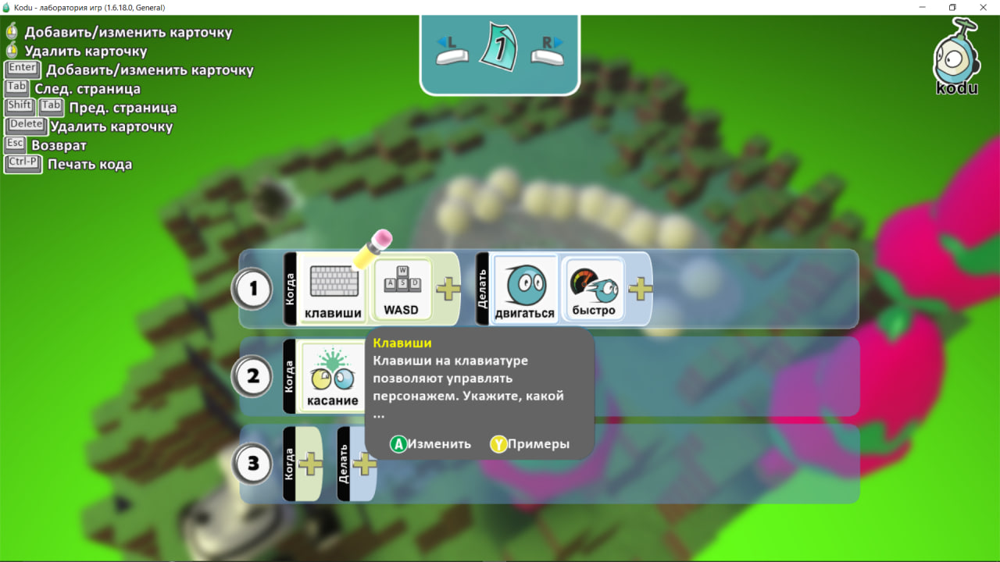 Kodu - лаборатория игр (1.6.18.0, General)
Добавить/изменить карточку
Удалить карточку
Enter Добавить/изменить карточку
Tab След. страница
Shift Tab Пред. страница
Delete Удалить карточку
Esc Возврат
Ctrl-P Печать кода
L 1 R
kodu
1 Когда клавиши W A S D WASD Делать двигаться быстро
2 Когда касание
Клавиши
Клавиши на клавиатуре
позволяют управлять
персонажем. Укажите, какой
...
A Изменить Y Примеры
3 Когда Делать